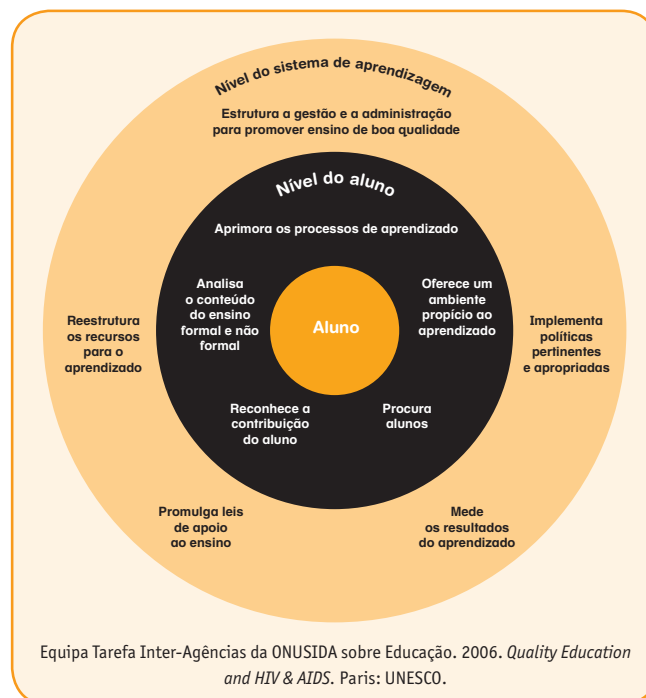 Nível do sistema de aprendizagem
Estrutura a gestão e a administração
para promover ensino de boa qualidade
Nível do aluno
Aprimora os processos de aprendizado
Analisa
o conteúdo
do ensino
formal e não
formal
Aluno
Oferece um
ambiente
propício ao
aprendizado
Reestrutura
os recursos
para o
aprendizado
Implementa
políticas
pertinentes
e apropriadas
Reconhece a
contribuição
do aluno
Procura
alunos
Promulga leis
de apoio
ao ensino
Mede
os resultados
do aprendizado
Equipa Tarefa Inter-Agências da ONUSIDA sobre Educação. 2006. Quality Education
and HIV & AIDS. Paris: UNESCO.